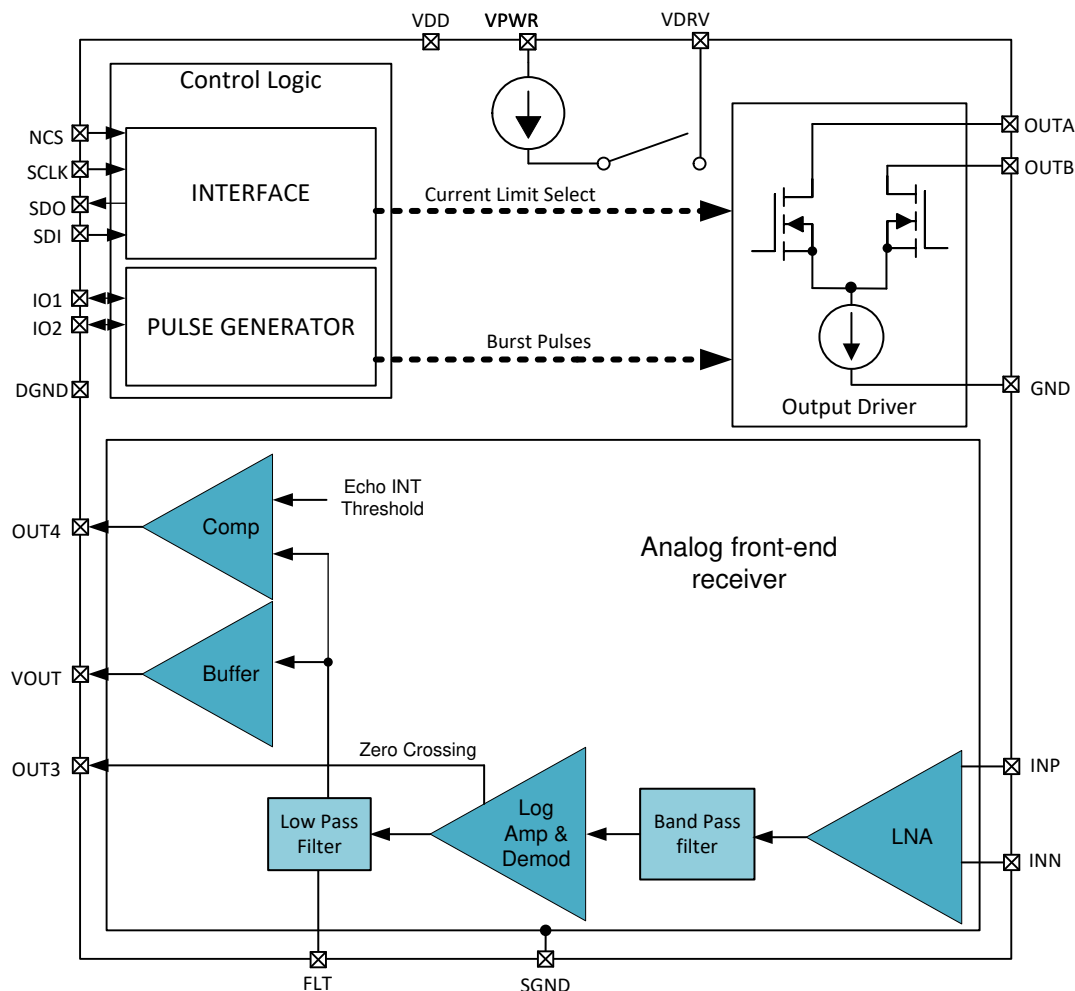 VDD
VPWR
VDRV
Control Logic
NCS
SCLK
SDO
SDI
INTERFACE
Current Limit Select
OUTA
OUTB
IO1
IO2
PULSE GENERATOR
Burst Pulses
DGND
GND
Output Driver
Echo INT
Threshold
Comp
OUT4
Analog front-end
receiver
Buffer
VOUT
Zero Crossing
OUT3
INP
Low Pass
Filter
Log
Amp &
Demod
Band Pass
filter
LNA
INN
FLT
SGND